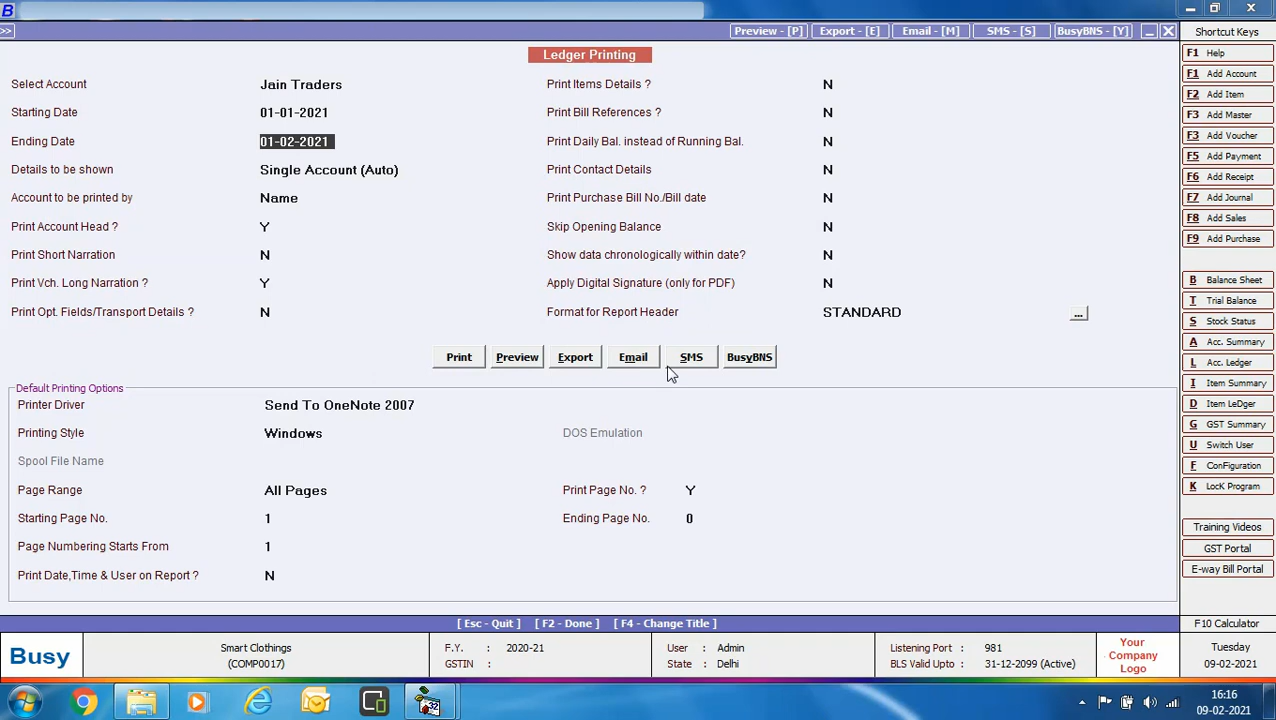 B
>>
Preview - [P]
Export - [E]
Email - [M]
SMS - [S]
BusyBNS - [Y]
Ledger Printing
Select Account Jain Traders
Starting Date 01-01-2021
Ending Date 01-02-2021
Details to be shown Single Account (Auto)
Account to be printed by Name
Print Account Head ? Y
Print Short Narration N
Print Vch. Long Narration ? Y
Print Opt. Fields/Transport Details ? N
Print Items Details ? N
Print Bill References ? N
Print Daily Bal. instead of Running Bal. N
Print Contact Details N
Print Purchase Bill No./Bill date N
Skip Opening Balance N
Show data chronologically within date? N
Apply Digital Signature (only for PDF) N
Format for Report Header STANDARD ...
Print
Preview
Export
Email
SMS
BusyBNS
Default Printing Options
Printer Driver Send To OneNote 2007
Printing Style Windows DOS Emulation
Spool File Name
Page Range All Pages Print Page No. ? Y
Starting Page No. 1 Ending Page No. 0
Page Numbering Starts From 1
Print Date,Time & User on Report ? N
[ Esc - Quit ] [ F2 - Done ] [ F4 - Change Title ]
Shortcut Keys
F1 Help
F1 Add Account
F2 Add Item
F3 Add Master
F3 Add Voucher
F5 Add Payment
F6 Add Receipt
F7 Add Journal
F8 Add Sales
F9 Add Purchase
B Balance Sheet
T Trial Balance
S Stock Status
A Acc. Summary
L Acc. Ledger
I Item Summary
D Item LeDger
G GST Summary
U Switch User
F ConFiguration
K LocK Program
Training Videos
GST Portal
E-way Bill Portal
F10 Calculator
Busy
Smart Clothings
(COMP0017)
F.Y. : 2020-21
GSTIN :
User : Admin
State : Delhi
Listening Port : 981
BLS Valid Upto : 31-12-2099 (Active)
Your
Company
Logo
Tuesday
09-02-2021
32
16:16
09-02-2021